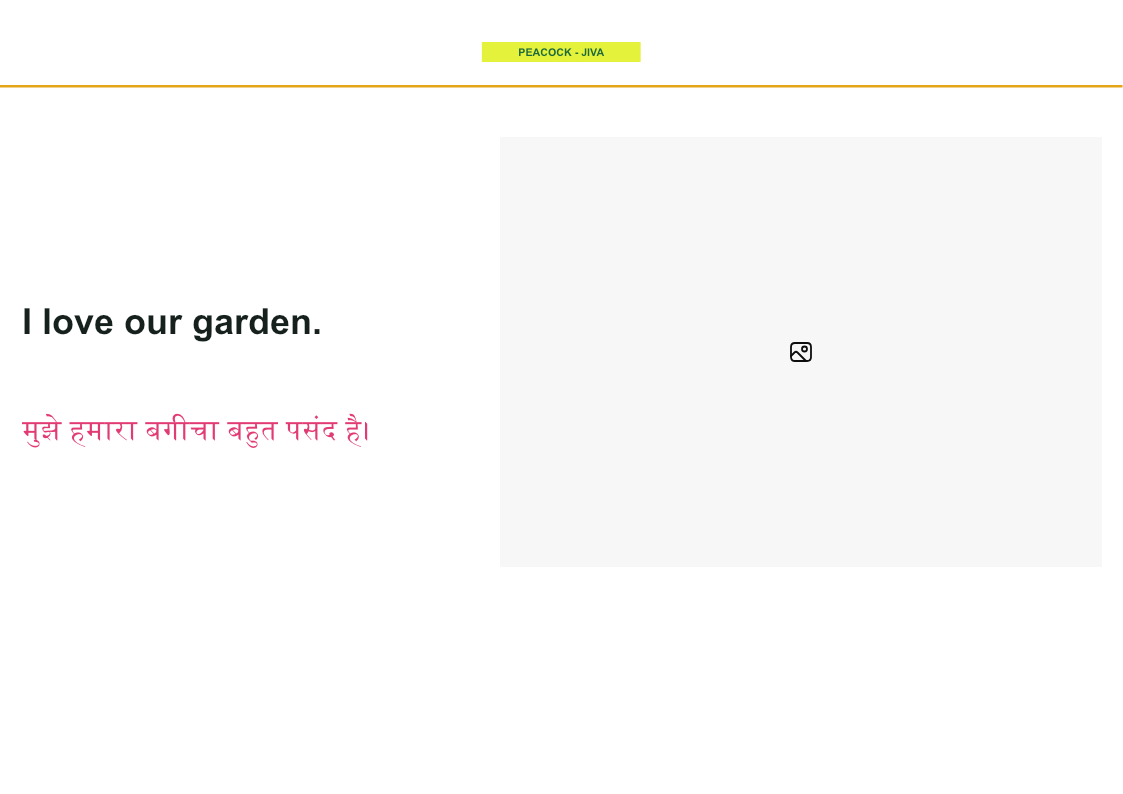 PEACOCK - JIVA
I love our garden.
मुझे हमारा बगीचा बहुत पसंद है।